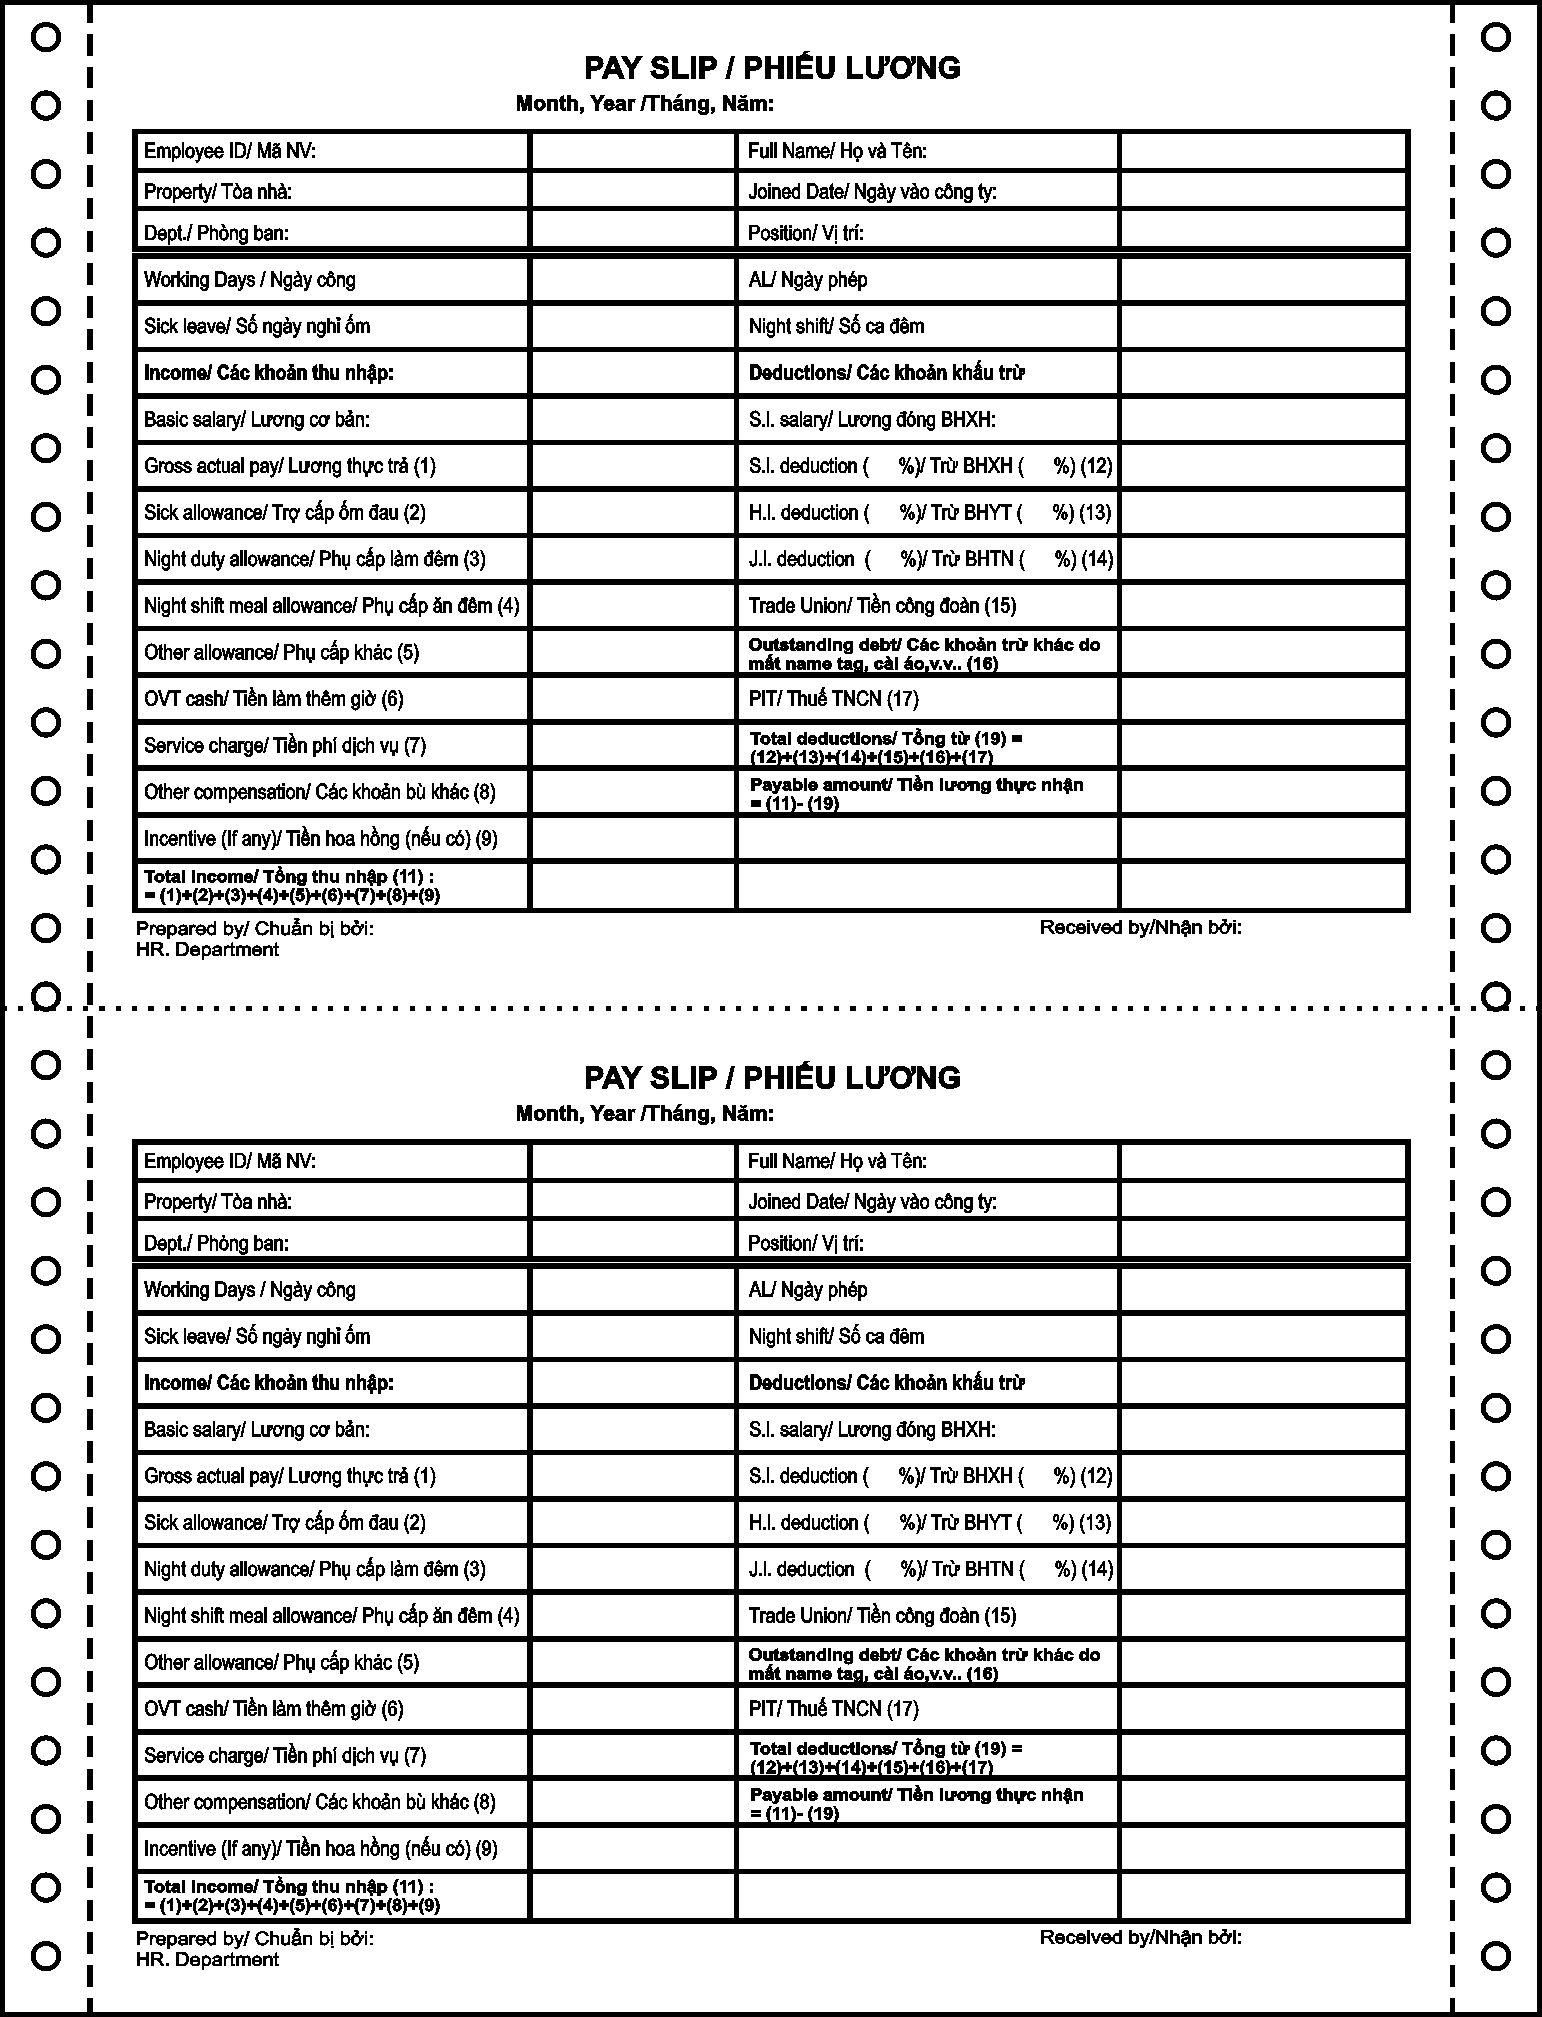 PAY SLIP / PHIẾU LƯƠNG
Month, Year /Tháng, Năm:
Employee ID/ Mã NV: Full Name/ Họ và Tên:
Property/ Tòa nhà: Joined Date/ Ngày vào công ty:
Dept./ Phòng ban: Position/ Vị trí:
Working Days / Ngày công AL/ Ngày phép
Sick leave/ Số ngày nghỉ ốm Night shift/ Số ca đêm
Income/ Các khoản thu nhập: Deductions/ Các khoản khấu trừ
Basic salary/ Lương cơ bản: S.I. salary/ Lương đóng BHXH:
Gross actual pay/ Lương thực trả (1) S.I. deduction ( %)/ Trừ BHXH ( %) (12)
Sick allowance/ Trợ cấp ốm đau (2) H.I. deduction ( %)/ Trừ BHYT ( %) (13)
Night duty allowance/ Phụ cấp làm đêm (3) J.I. deduction ( %)/ Trừ BHTN ( %) (14)
Night shift meal allowance/ Phụ cấp ăn đêm (4) Trade Union/ Tiền công đoàn (15)
Other allowance/ Phụ cấp khác (5) Outstanding debt/ Các khoản trừ khác do
mất name tag, cài áo,v.v.. (16)
OVT cash/ Tiền làm thêm giờ (6) PIT/ Thuế TNCN (17)
Service charge/ Tiền phí dịch vụ (7) Total deductions/ Tổng từ (19) =
(12)+(13)+(14)+(15)+(16)+(17)
Other compensation/ Các khoản bù khác (8) Payable amount/ Tiền lương thực nhận
= (11)- (19)
Incentive (If any)/ Tiền hoa hồng (nếu có) (9)
Total income/ Tổng thu nhập (11) :
= (1)+(2)+(3)+(4)+(5)+(6)+(7)+(8)+(9)
Prepared by/ Chuẩn bị bởi: Received by/Nhận bởi:
HR. Department
PAY SLIP / PHIẾU LƯƠNG
Month, Year /Tháng, Năm:
Employee ID/ Mã NV: Full Name/ Họ và Tên:
Property/ Tòa nhà: Joined Date/ Ngày vào công ty:
Dept./ Phòng ban: Position/ Vị trí:
Working Days / Ngày công AL/ Ngày phép
Sick leave/ Số ngày nghỉ ốm Night shift/ Số ca đêm
Income/ Các khoản thu nhập: Deductions/ Các khoản khấu trừ
Basic salary/ Lương cơ bản: S.I. salary/ Lương đóng BHXH:
Gross actual pay/ Lương thực trả (1) S.I. deduction ( %)/ Trừ BHXH ( %) (12)
Sick allowance/ Trợ cấp ốm đau (2) H.I. deduction ( %)/ Trừ BHYT ( %) (13)
Night duty allowance/ Phụ cấp làm đêm (3) J.I. deduction ( %)/ Trừ BHTN ( %) (14)
Night shift meal allowance/ Phụ cấp ăn đêm (4) Trade Union/ Tiền công đoàn (15)
Other allowance/ Phụ cấp khác (5) Outstanding debt/ Các khoản trừ khác do
mất name tag, cài áo,v.v.. (16)
OVT cash/ Tiền làm thêm giờ (6) PIT/ Thuế TNCN (17)
Service charge/ Tiền phí dịch vụ (7) Total deductions/ Tổng từ (19) =
(12)+(13)+(14)+(15)+(16)+(17)
Other compensation/ Các khoản bù khác (8) Payable amount/ Tiền lương thực nhận
= (11)- (19)
Incentive (If any)/ Tiền hoa hồng (nếu có) (9)
Total income/ Tổng thu nhập (11) :
= (1)+(2)+(3)+(4)+(5)+(6)+(7)+(8)+(9)
Prepared by/ Chuẩn bị bởi: Received by/Nhận bởi:
HR. Department